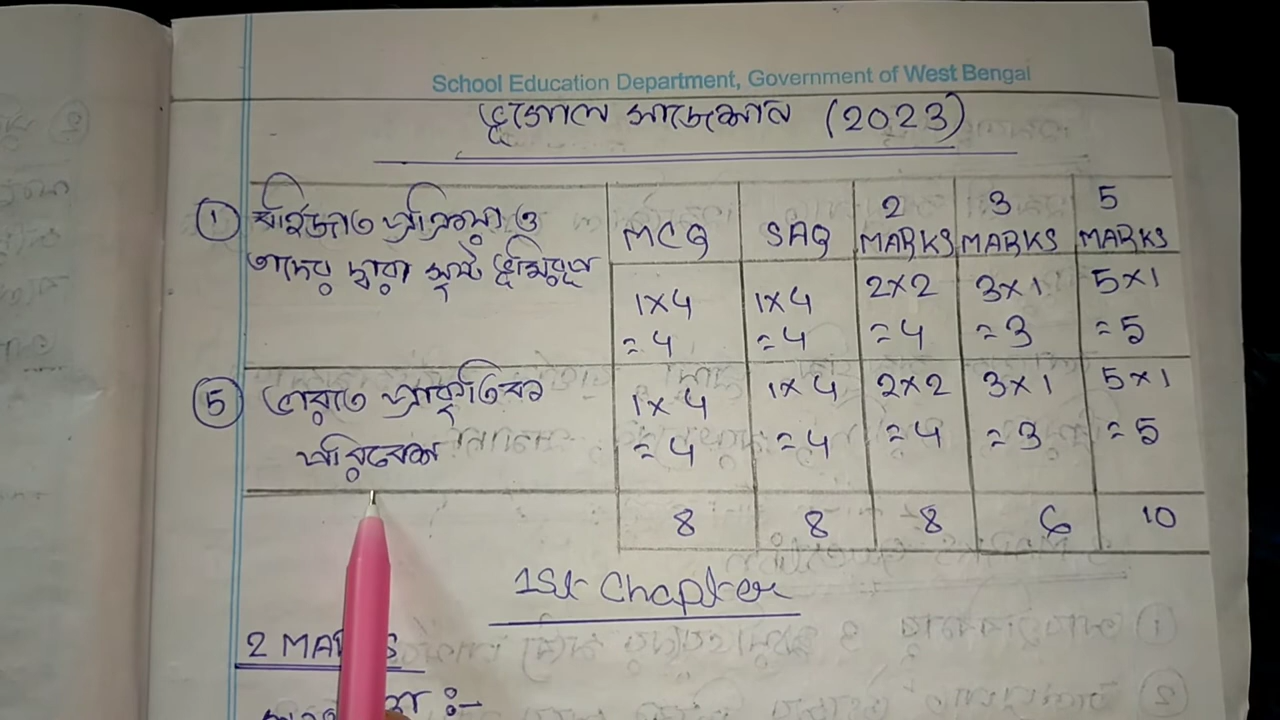 School Education Department, Government of West Bengal
ভূগোল সাজেশান (2023)
① বহির্জাত প্রক্রিয়া ও
তাদের দ্বারা সৃষ্ট ভূমিরূপ
MCQ SAQ 2 MARKS 3 MARKS 5 MARKS
1×4 1×4 2×2 3×1 5×1
=4 =4 =4 =3 =5
⑤ ভারতে প্রাকৃতিক
পরিবেশ
1×4 1×4 2×2 3×1 5×1
=4 =4 =4 =3 =5
8 8 8 6 10
1st Chapter
2